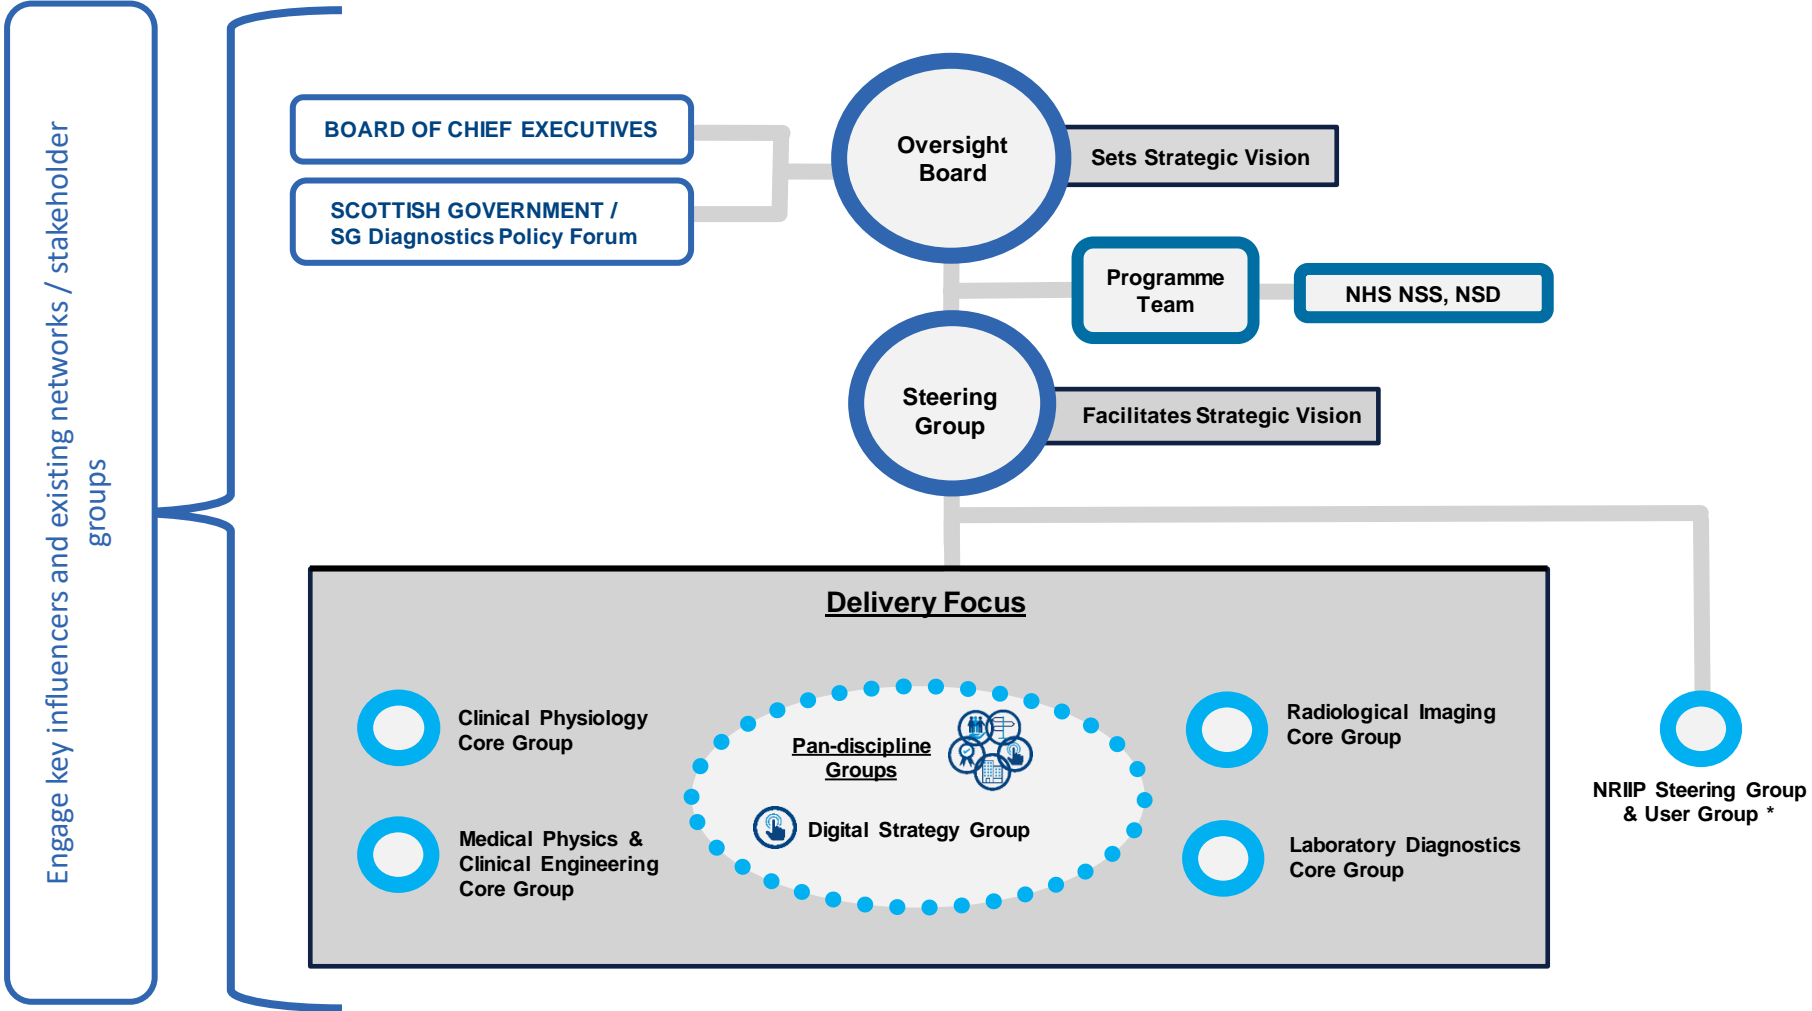 Engage key influencers and existing networks / stakeholder
groups
BOARD OF CHIEF EXECUTIVES
SCOTTISH GOVERNMENT /
SG Diagnostics Policy Forum
Oversight
Board
Sets Strategic Vision
Programme
Team
NHS NSS, NSD
Steering
Group
Facilitates Strategic Vision
Delivery Focus
Clinical Physiology
Core Group
Medical Physics &
Clinical Engineering
Core Group
Pan-discipline
Groups
Digital Strategy Group
Radiological Imaging
Core Group
Laboratory Diagnostics
Core Group
NRIIP Steering Group
& User Group *